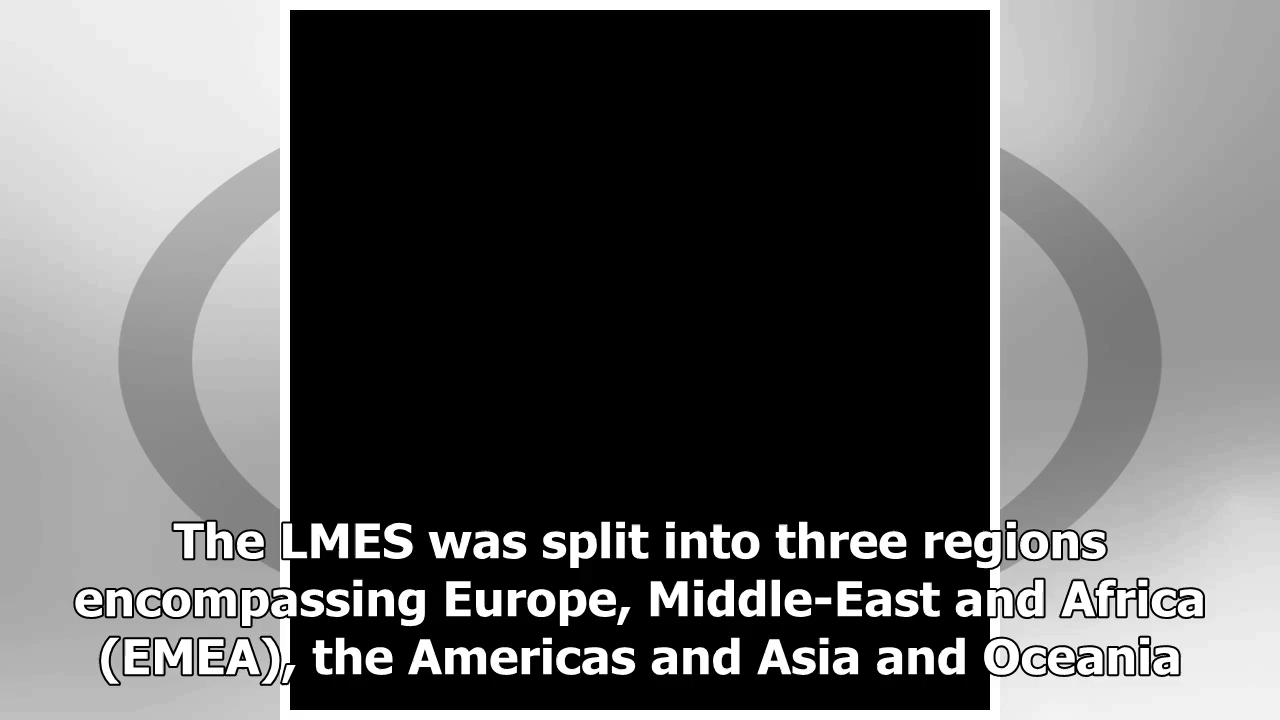 The LMES was split into three regions
encompassing Europe, Middle-East and Africa
(EMEA), the Americas and Asia and Oceania